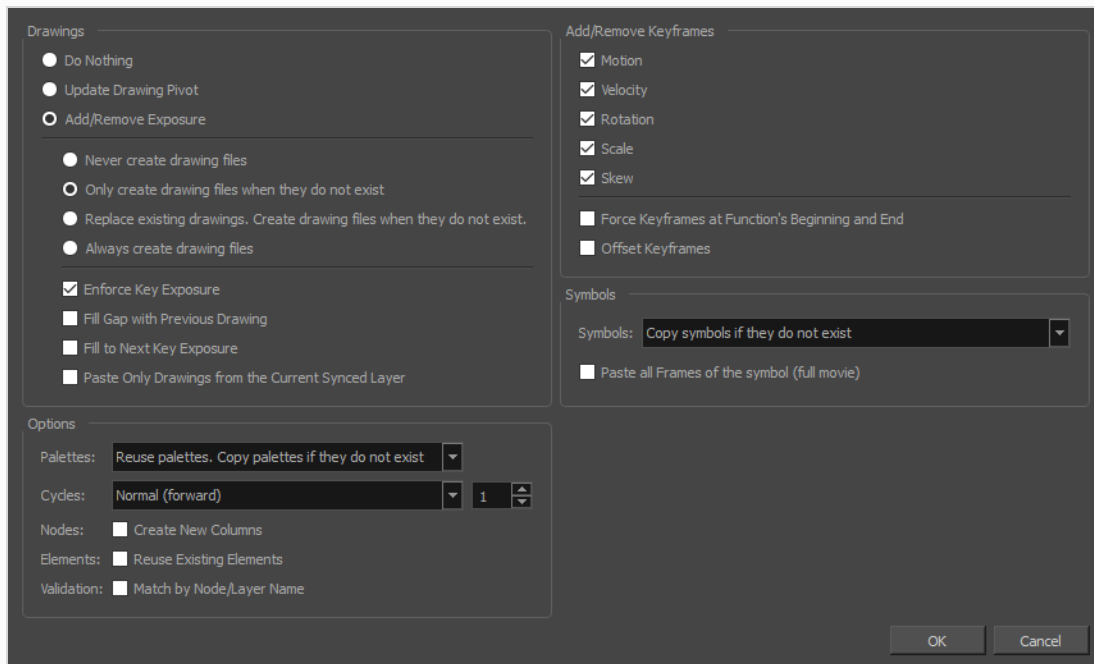 Drawings
Do Nothing
Update Drawing Pivot
Add/Remove Exposure
Never create drawing files
Only create drawing files when they do not exist
Replace existing drawings. Create drawing files when they do not exist.
Always create drawing files
Enforce Key Exposure
Fill Gap with Previous Drawing
Fill to Next Key Exposure
Paste Only Drawings from the Current Synced Layer
Options
Palettes: Reuse palettes. Copy palettes if they do not exist
Cycles: Normal (forward) 1
Nodes: Create New Columns
Elements: Reuse Existing Elements
Validation: Match by Node/Layer Name
Add/Remove Keyframes
Motion
Velocity
Rotation
Scale
Skew
Force Keyframes at Function's Beginning and End
Offset Keyframes
Symbols
Symbols: Copy symbols if they do not exist
Paste all Frames of the symbol (full movie)
OK Cancel